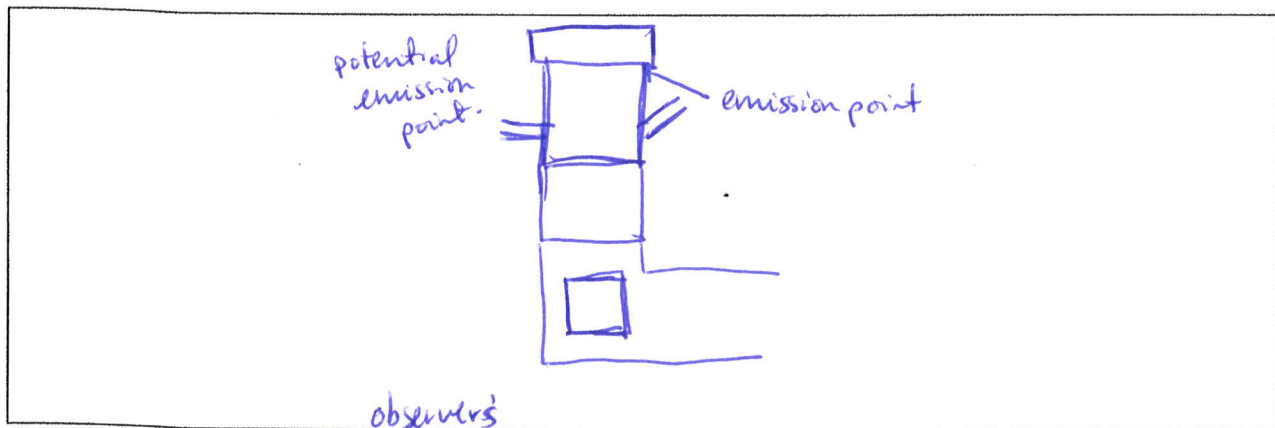 potential
emission
point.
emission point
observers'